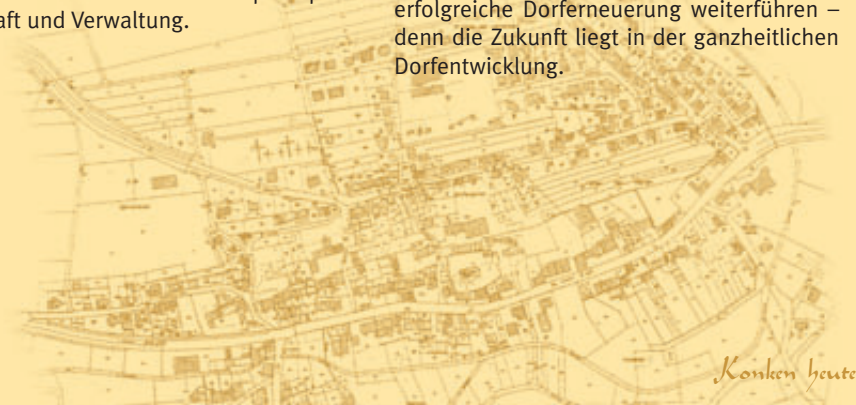 aft und Verwaltung.
erfolgreiche Dorferneuerung weiterführen –
denn die Zukunft liegt in der ganzheitlichen
Dorfentwicklung.
Konken heute